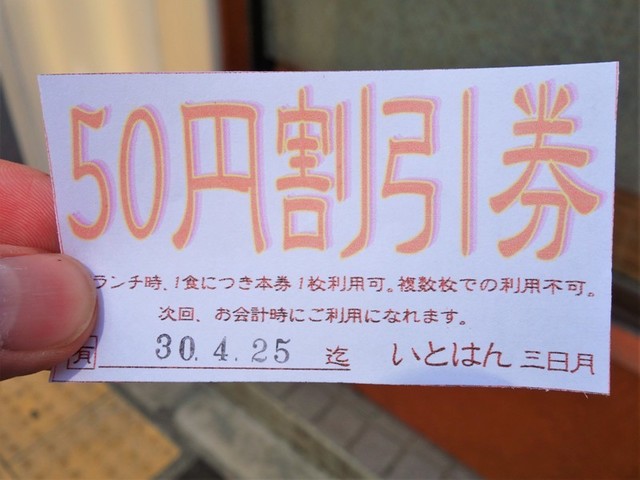 50円割引券
ランチ時、1食につき本券1枚利用可。複数枚での利用不可。
次回、お会計時にご利用になれます。
有 30.4.25 迄 いとはん 三日月